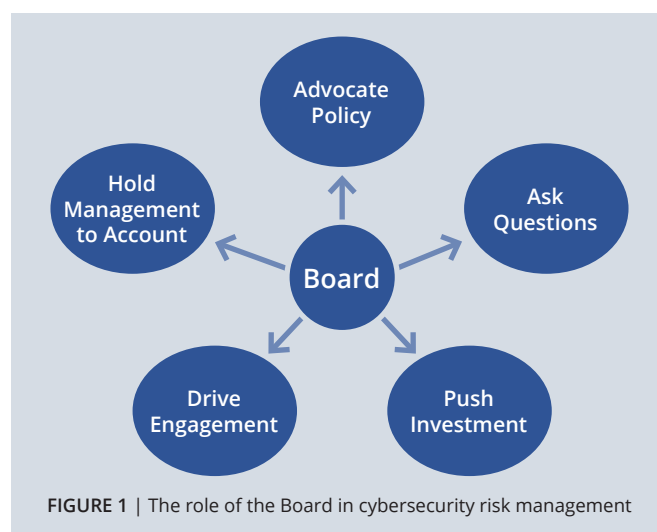 Advocate
Policy
Hold
Management
to Account
Ask
Questions
Board
Drive
Engagement
Push
Investment
FIGURE 1 | The role of the Board in cybersecurity risk management